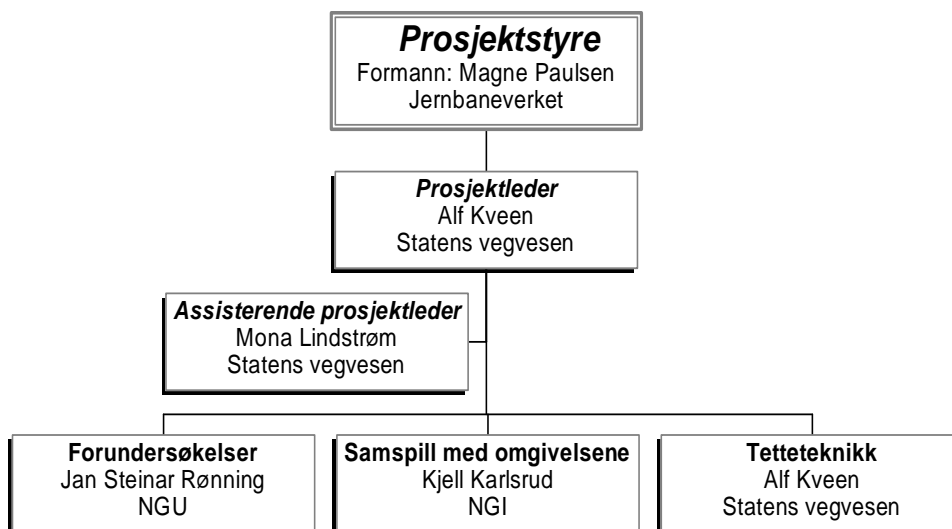 Prosjektstyre
Formann: Magne Paulsen
Jernbaneverket
Prosjektleder
Alf Kveen
Statens vegvesen
Assisterende prosjektleder
Mona Lindstrøm
Statens vegvesen
Forundersøkelser
Jan Steinar Rønning
NGU
Samspill med omgivelsene
Kjell Karlsrud
NGI
Tetteteknikk
Alf Kveen
Statens vegvesen